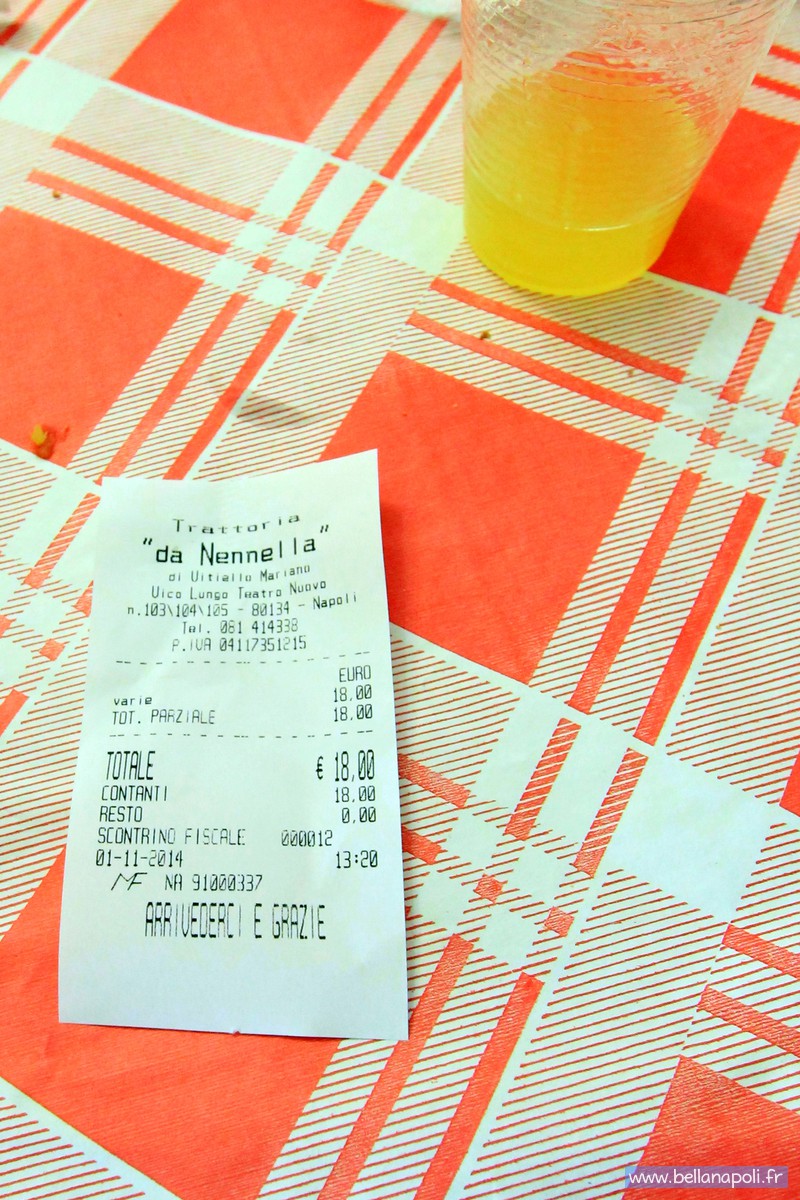 Trattoria
"da Nennella"
di Vitiello Mariano
Vico Lungo Teatro Nuovo
n.103\104\105 - 80134 - Napoli
Tel. 081 414338
P.IVA 04117351215
EURO
varie 18,00
TOT. PARZIALE 18,00
TOTALE € 18,00
CONTANTI 18,00
RESTO 0,00
SCONTRINO FISCALE 000012
01-11-2014 13:20
MF NA 91000337
ARRIVEDERCI E GRAZIE
www.bellanapoli.fr